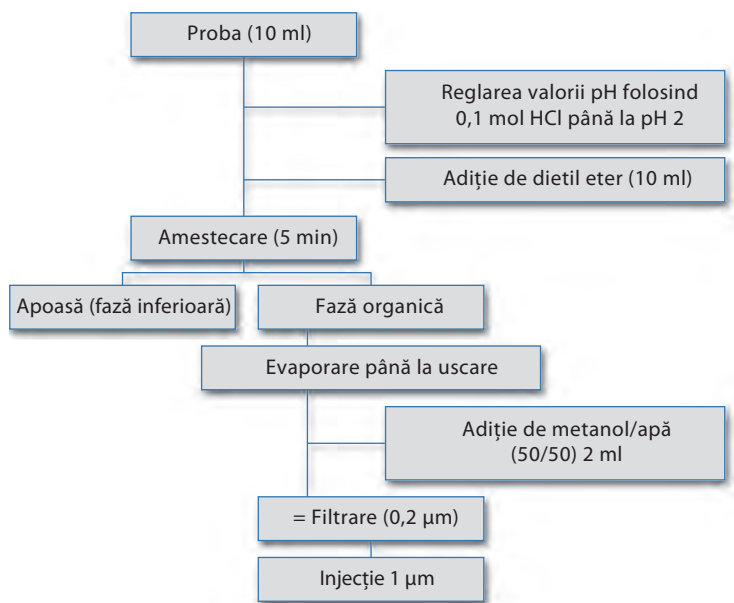 Proba (10 ml)
Reglarea valorii pH folosind
0,1 mol HCl până la pH 2
Adiție de dietil eter (10 ml)
Amestecare (5 min)
Apoasă (fază inferioară)
Fază organică
Evaporare până la uscare
Adiție de metanol/apă
(50/50) 2 ml
= Filtrare (0,2 µm)
Injecție 1 µm